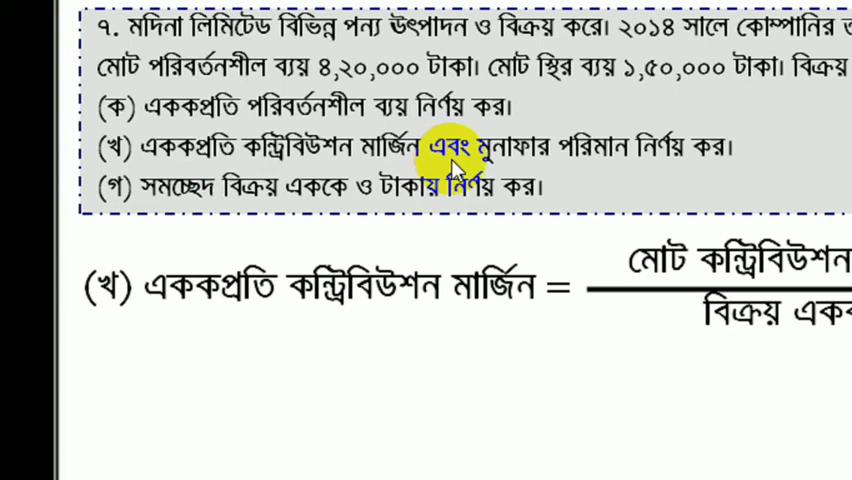 ৭. মদিনা লিমিটেড বিভিন্ন পন্য উৎপাদন ও বিক্রয় করে। ২০১৪ সালে কোম্পানির
মোট পরিবর্তনশীল ব্যয় ৪,২০,০০০ টাকা। মোট স্থির ব্যয় ১,৫০,০০০ টাকা। বিক্রয়
(ক) এককপ্রতি পরিবর্তনশীল ব্যয় নির্ণয় কর।
(খ) এককপ্রতি কন্ট্রিবিউশন মার্জিন এবং মুনাফার পরিমান নির্ণয় কর।
(গ) সমচ্ছেদ বিক্রয় এককে ও টাকায় নির্ণয় কর।
মোট কন্ট্রিবিউশন
(খ) এককপ্রতি কন্ট্রিবিউশন মার্জিন =
বিক্রয়